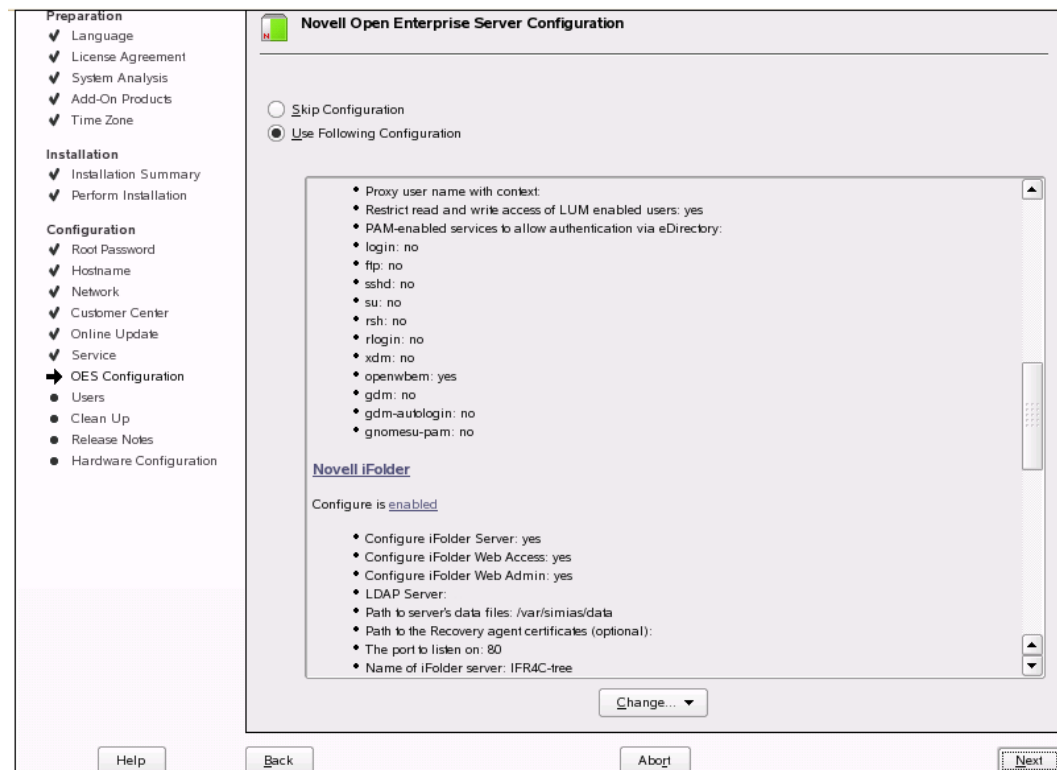 Preparation
Language
License Agreement
System Analysis
Add-On Products
Time Zone
Installation
Installation Summary
Perform Installation
Configuration
Root Password
Hostname
Network
Customer Center
Online Update
Service
OES Configuration
Users
Clean Up
Release Notes
Hardware Configuration
N
Novell Open Enterprise Server Configuration
Skip Configuration
Use Following Configuration
Proxy user name with context:
Restrict read and write access of LUM enabled users: yes
PAM-enabled services to allow authentication via eDirectory:
login: no
ftp: no
sshd: no
su: no
rsh: no
rlogin: no
xdm: no
openwbem: yes
gdm: no
gdm-autologin: no
gnomesu-pam: no
Novell iFolder
Configure is enabled
Configure iFolder Server: yes
Configure iFolder Web Access: yes
Configure iFolder Web Admin: yes
LDAP Server:
Path to server's data files: /var/simias/data
Path to the Recovery agent certificates (optional):
The port to listen on: 80
Name of iFolder server: IFR4C-tree
Change...
Help
Back
Abort
Next